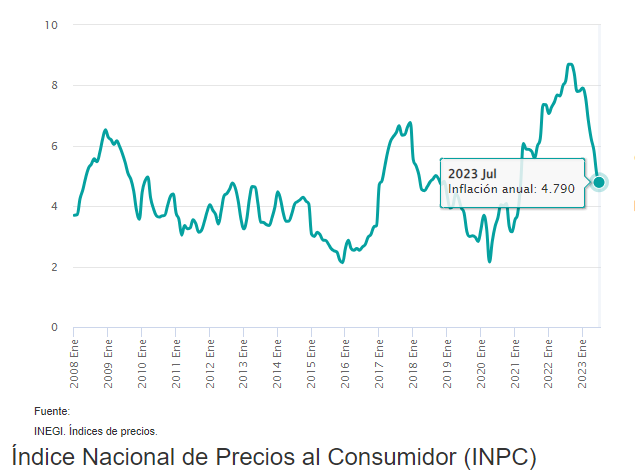 10
8
6
4
2
0
2023 Jul
Inflación anual: 4.790
2008 Ene
2009 Ene
2010 Ene
2011 Ene
2012 Ene
2013 Ene
2014 Ene
2015 Ene
2016 Ene
2017 Ene
2018 Ene
2019 Ene
2020 Ene
2021 Ene
2022 Ene
2023 Ene
Fuente:
INEGI. Índices de precios.
Índice Nacional de Precios al Consumidor (INPC)